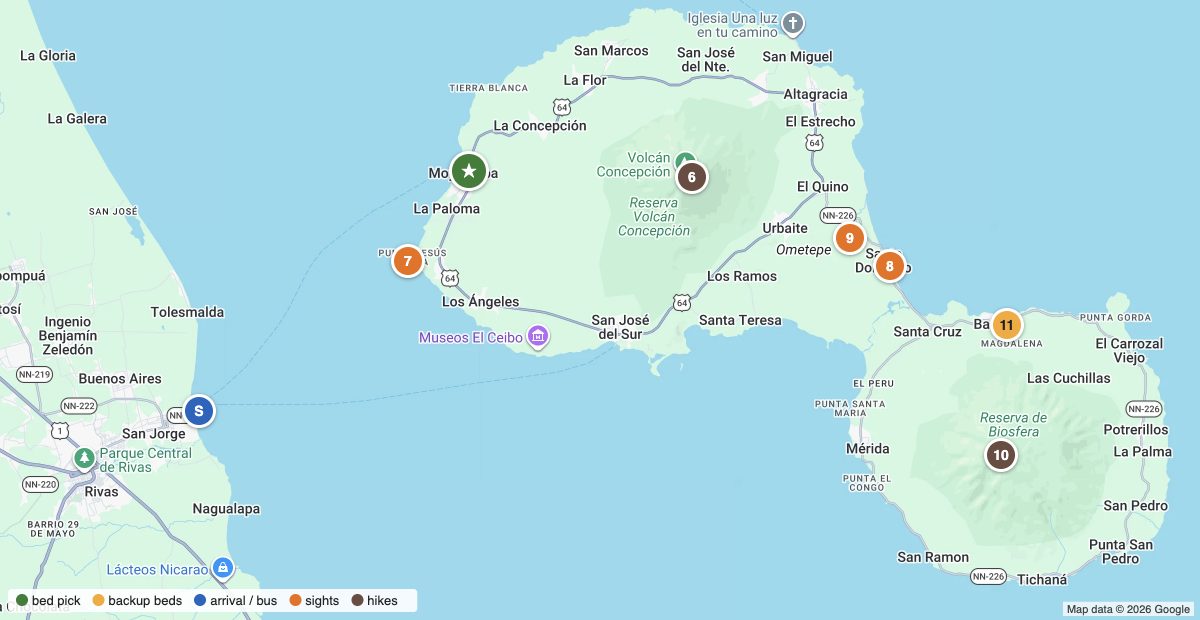 Iglesia Una luz
en tu camino
La Gloria
San Marcos
San José
del Nte.
San Miguel
La Flor
TIERRA BLANCA
Altagracia
64
La Galera
La Concepción
El Estrecho
64
Volcán
Concepción
6
El Quino
La Paloma
SAN JOSÉ
Reserva
Volcán
Concepción
NN-226
Urbaite
9
Ometepe
7
8
64
Los Ramos
Los Ángeles
64
Tolesmalda
San José
del Sur
Santa Teresa
Museos El Ceibo
Ingenio
Benjamín
Zeledón
11
Santa Cruz
MAGDALENA
PUNTA GORDA
El Carrozal
Viejo
NN-219
Buenos Aires
EL PERU
Las Cuchillas
NN-222
S
PUNTA SANTA
MARIA
NN-226
1
San Jorge
Reserva de
Biosfera
Potrerillos
Parque Central
de Rivas
Mérida
10
La Palma
NN-220
Rivas
PUNTA EL
CONGO
Nagualapa
San Pedro
BARRIO 29
DE MAYO
Punta San
Pedro
San Ramon
Lácteos Nicarao
NN-226
Tichaná
bed pick
backup beds
arrival / bus
sights
hikes
Map data © 2026 Google